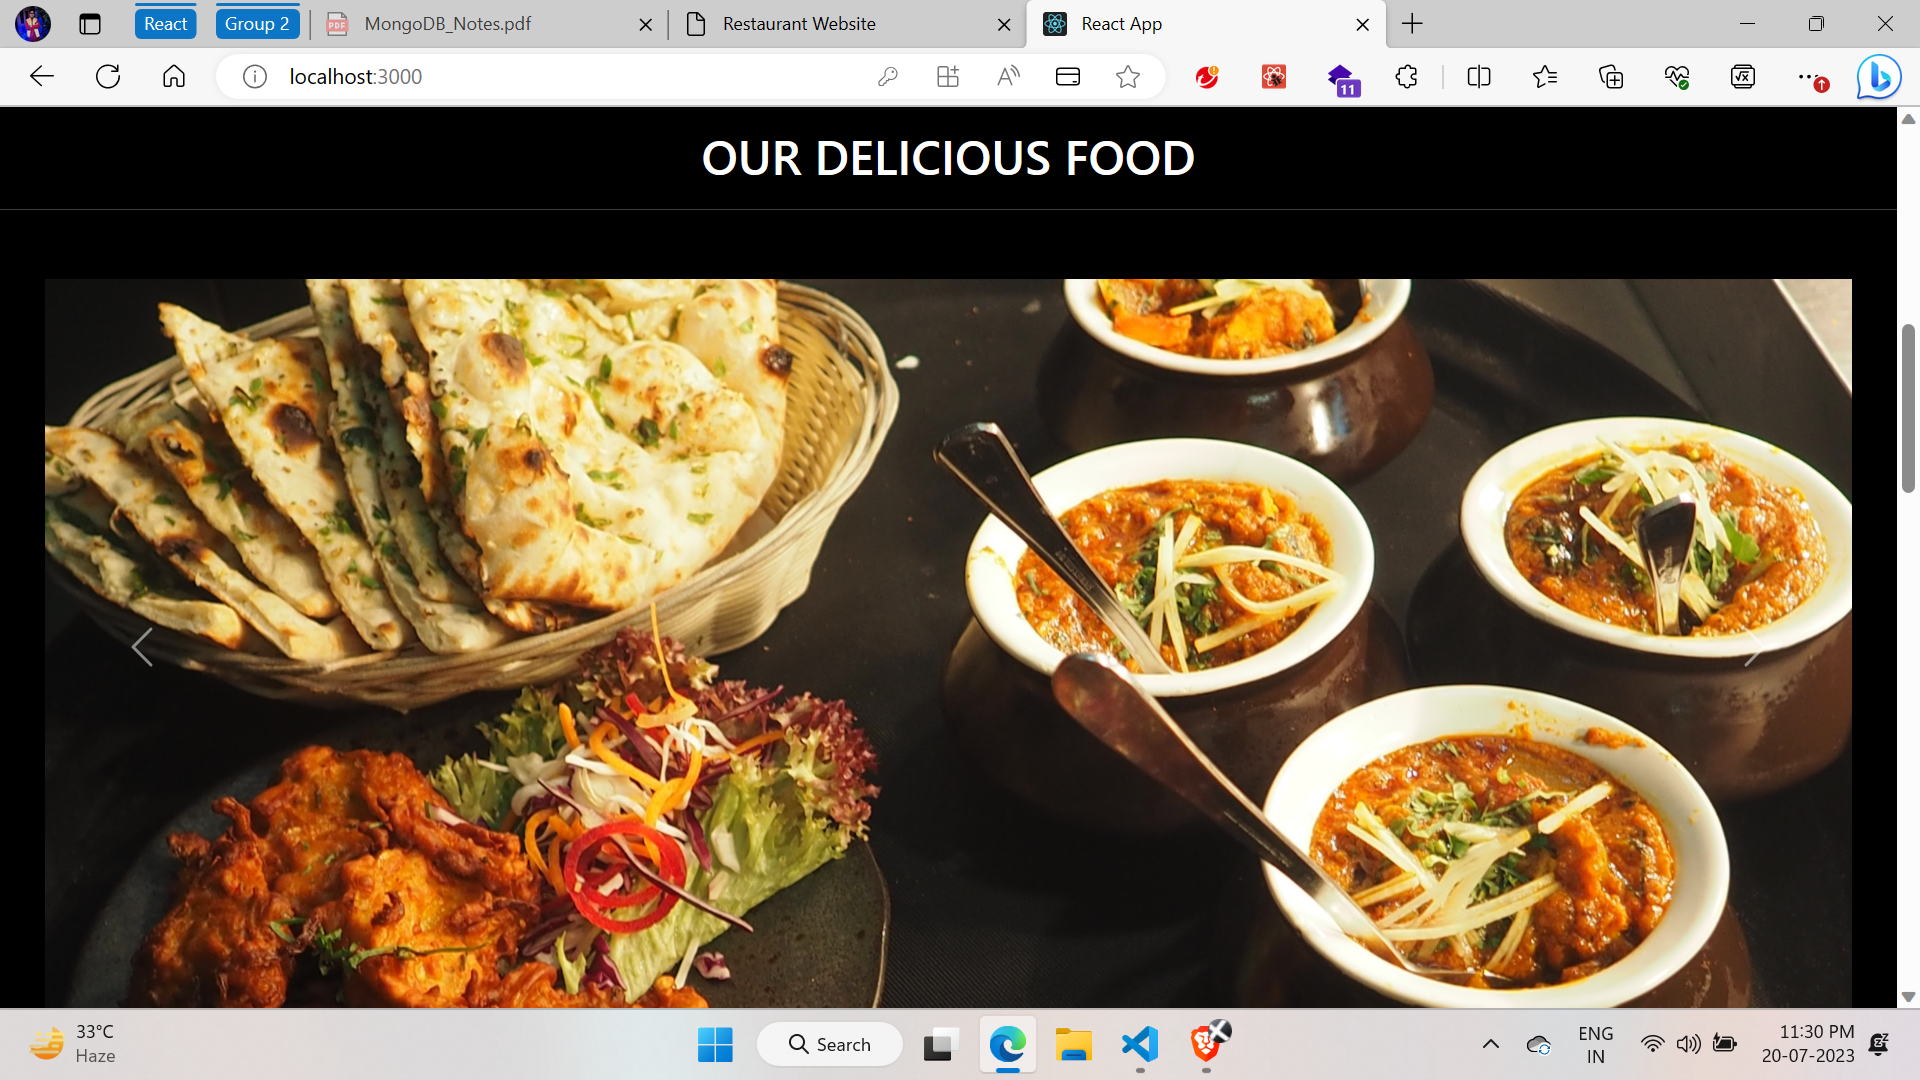 React
Group 2
MongoDB_Notes.pdf
Restaurant Website
React App
localhost:3000
11
OUR DELICIOUS FOOD
33°C
Haze
Search
ENG
IN
11:30 PM
20-07-2023